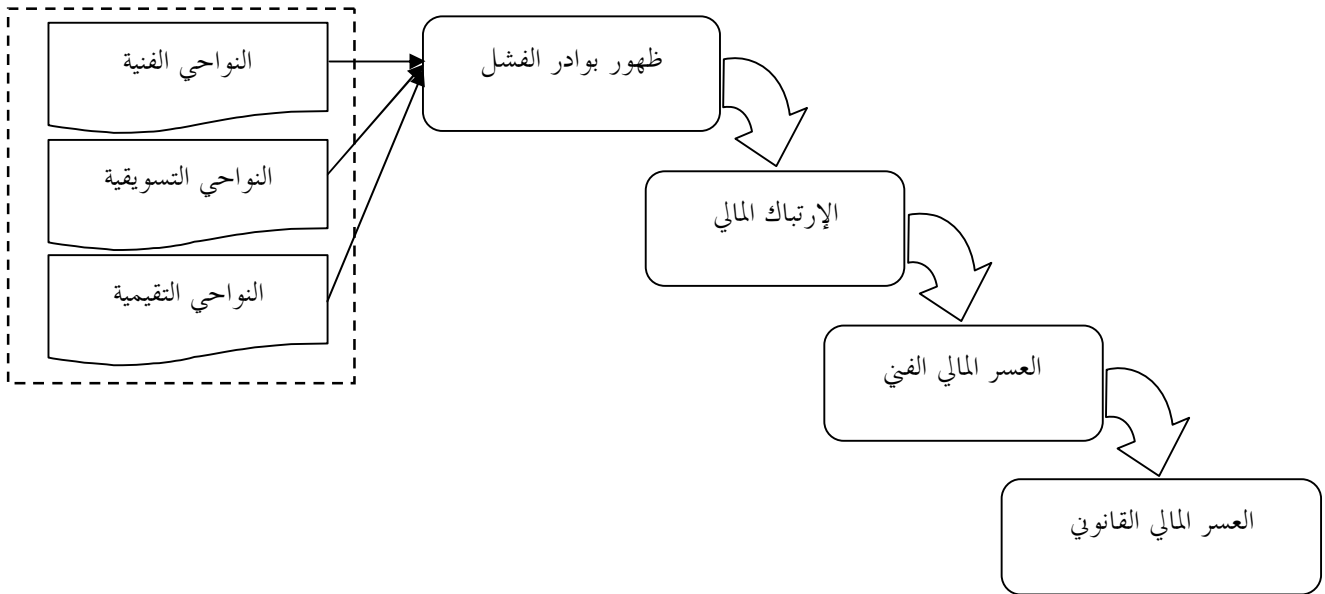 النواحي الفنية
ظهور بوادر الفشل
النواحي التسويقية
الإرتباك المالي
النواحي التقيمية
العسر المالي الفني
العسر المالي القانوني